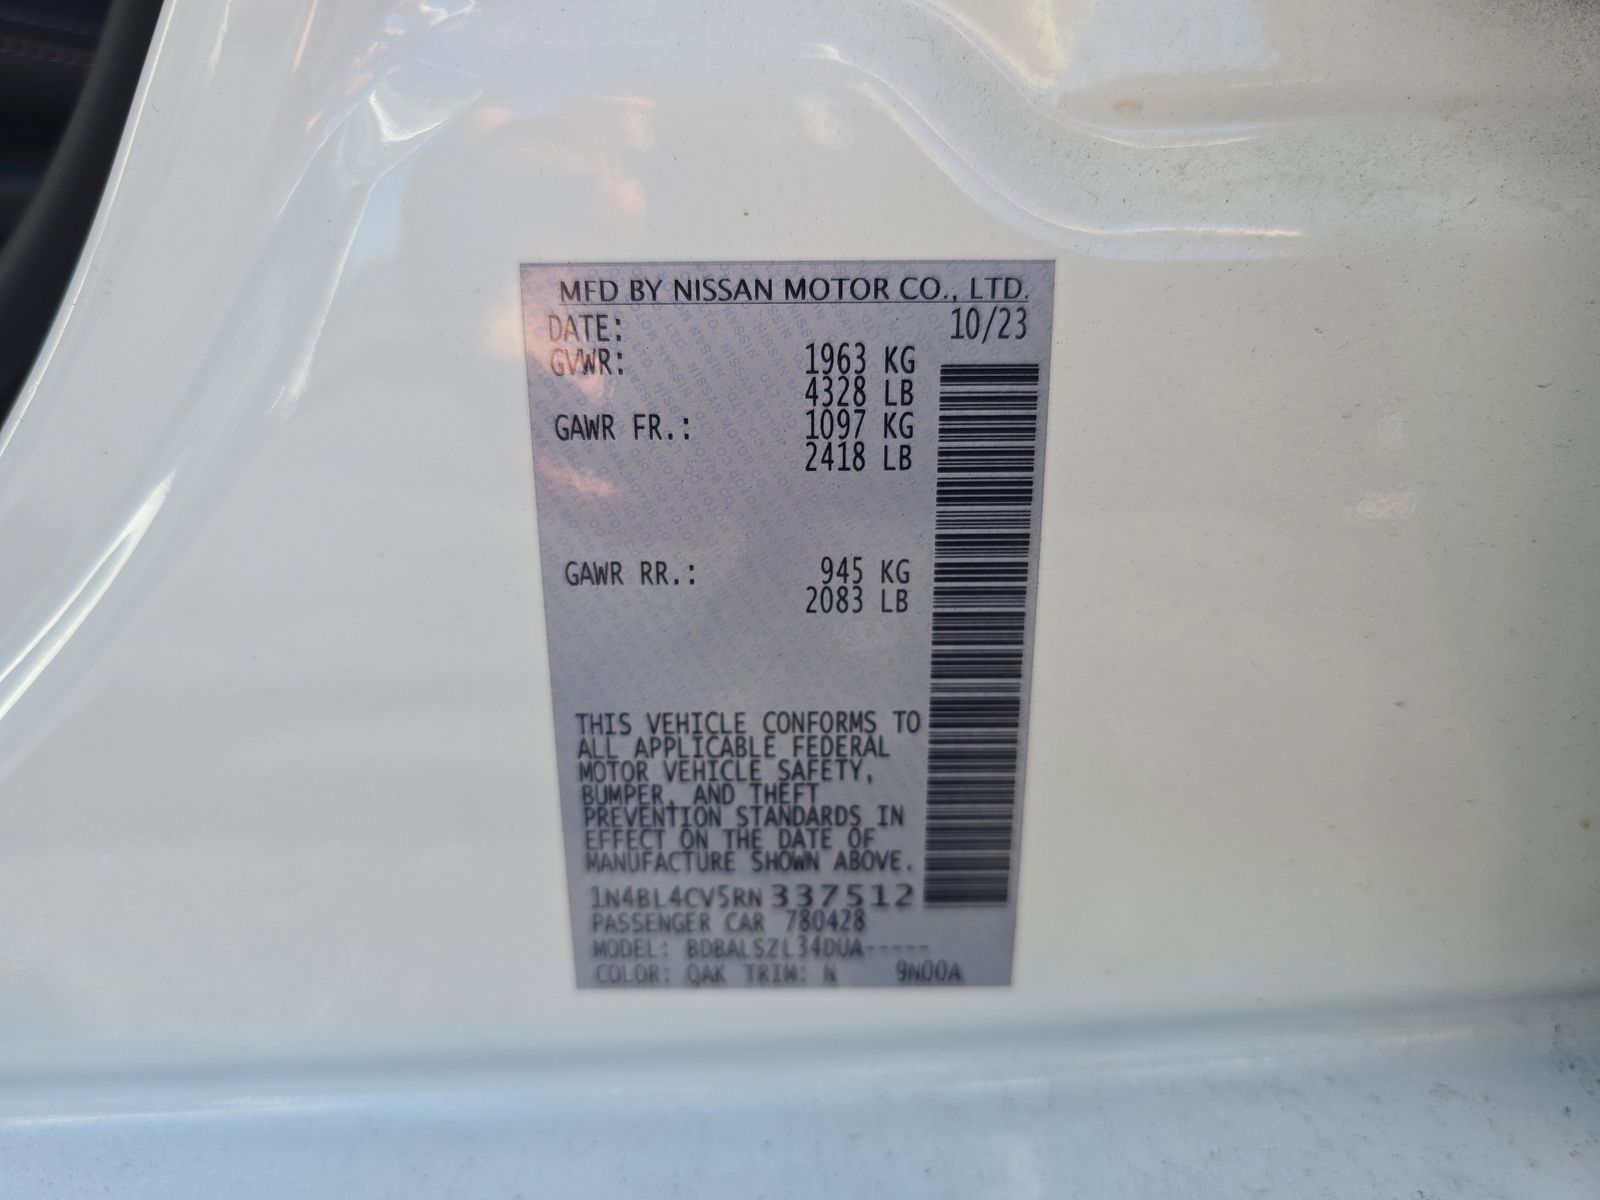 MFD BY NISSAN MOTOR CO., LTD.
DATE: 10/23
GVWR: 1963 KG
4328 LB
GAWR FR.: 1097 KG
2418 LB
GAWR RR.: 945 KG
2083 LB
THIS VEHICLE CONFORMS TO
ALL APPLICABLE FEDERAL
MOTOR VEHICLE SAFETY,
BUMPER, AND THEFT
PREVENTION STANDARDS IN
EFFECT ON THE DATE OF
MANUFACTURE SHOWN ABOVE.
1N4BL4CV5RN 337512
PASSENGER CAR 780428
MODEL: BDBALSZL34DUA-----
COLOR: QAK TRIM: N 9N00A